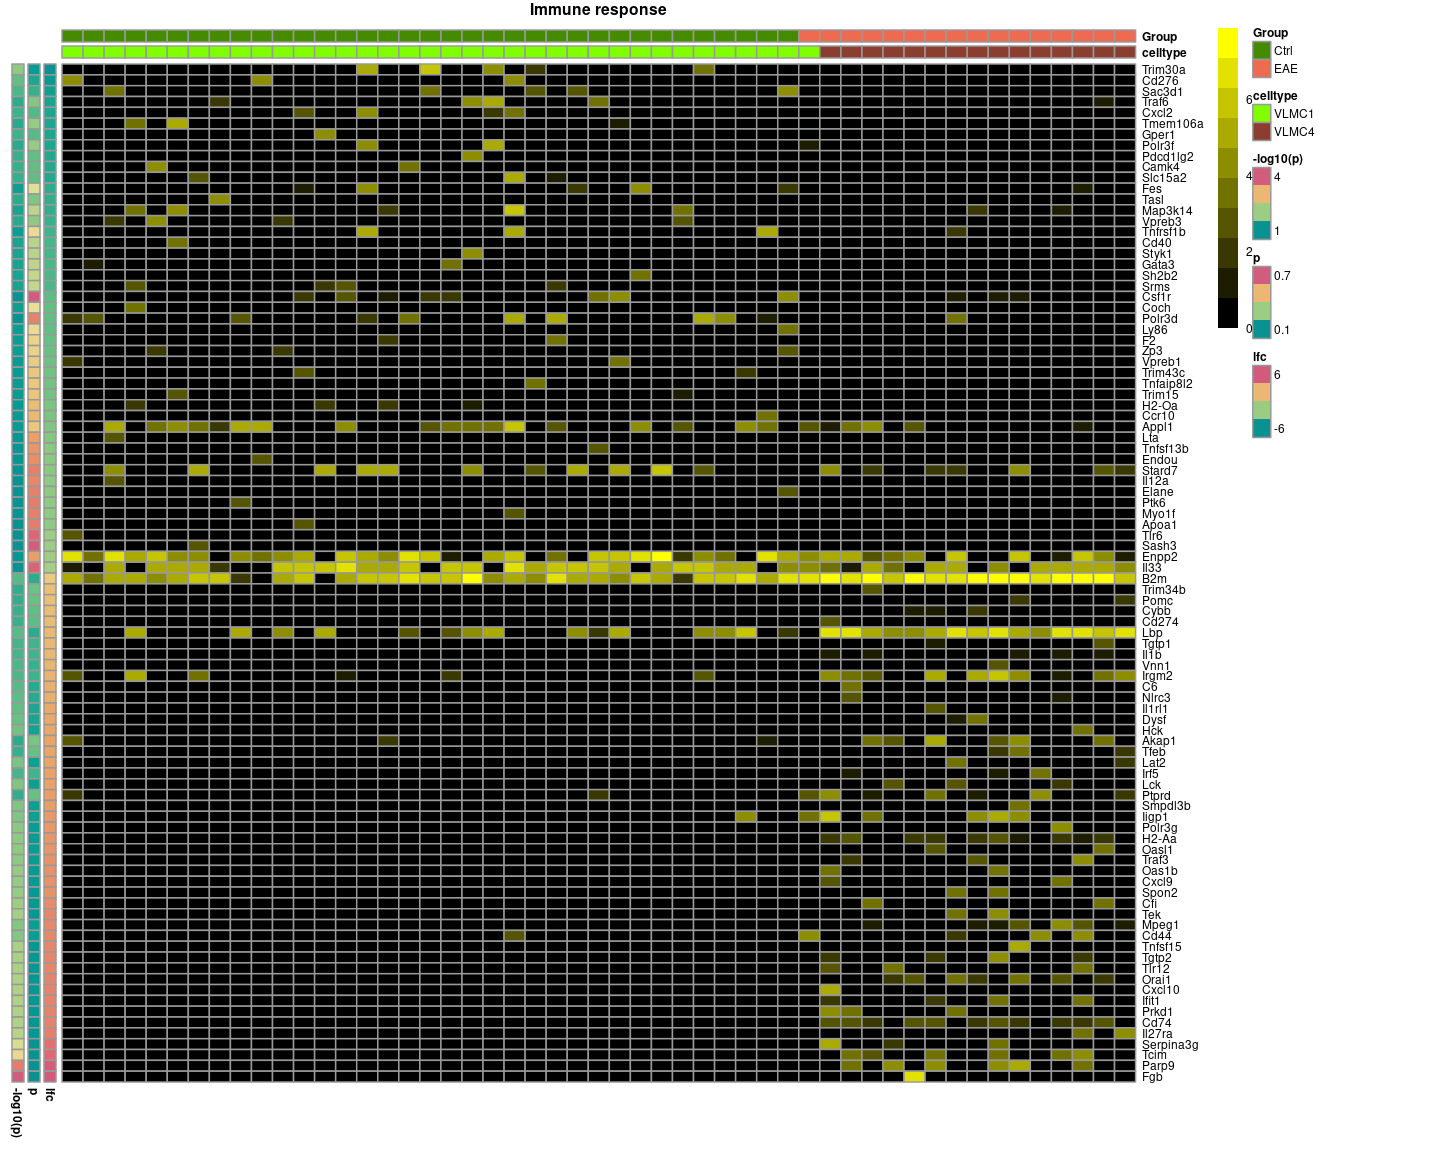 Immune response
Group
celltype
Trim30a
Cd276
Sac3d1
Traf6
Cxcl2
Tmem106a
Gper1
Polr3f
Pdcd1lg2
Camk4
Slc15a2
Fes
Tasl
Map3k14
Vpreb3
Tnfrsf1b
Cd40
Styk1
Gata3
Sh2b2
Srms
Csf1r
Coch
Polr3d
Ly86
F2
Zp3
Vpreb1
Trim43c
Tnfaip8l2
Trim15
H2-Oa
Ccr10
Appl1
Lta
Tnfsf13b
Endou
Stard7
Il12a
Elane
Ptk6
Myo1f
Apoa1
Tlr6
Sash3
Enpp2
Il33
B2m
Trim34b
Pomc
Cybb
Cd274
Lbp
Tgtp1
Il1b
Vnn1
Irgm2
C6
Nlrc3
Il1rl1
Dysf
Hck
Akap1
Tfeb
Lat2
Irf5
Lck
Ptprd
Smpdl3b
Iigp1
Polr3g
H2-Aa
Oasl1
Traf3
Oas1b
Cxcl9
Spon2
Cfi
Tek
Mpeg1
Cd44
Tnfsf15
Tgtp2
Tlr12
Orai1
Cxcl10
Ifit1
Prkd1
Cd74
Il27ra
Serpina3g
Tcim
Parp9
Fgb
-log10(p)
p
lfc
6
4
2
0
Group
Ctrl
EAE
celltype
VLMC1
VLMC4
-log10(p)
4
1
p
0.7
0.1
lfc
6
-6